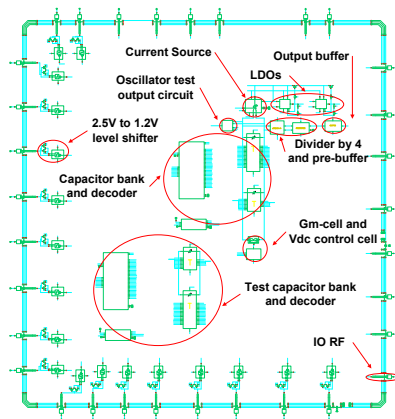 Current Source
Output buffer
LDOs
Oscillator test
output circuit
2.5V to 1.2V
level shifter
Divider by 4
and pre-buffer
Capacitor bank
and decoder
Gm-cell and
Vdc control cell
Test capacitor bank
and decoder
IO RF